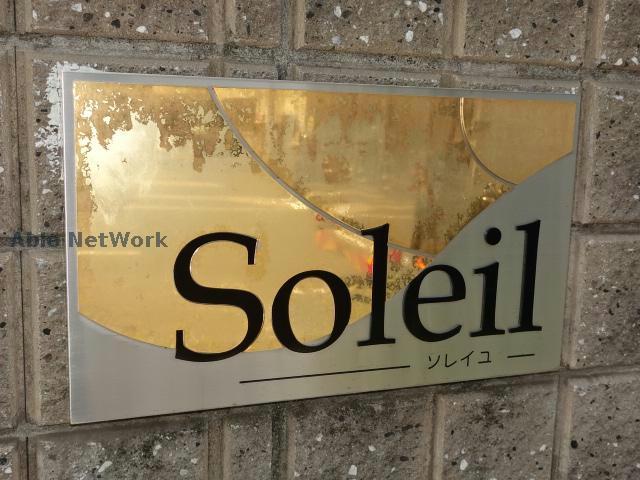 Able NetWork
Soleil
ソレイユ